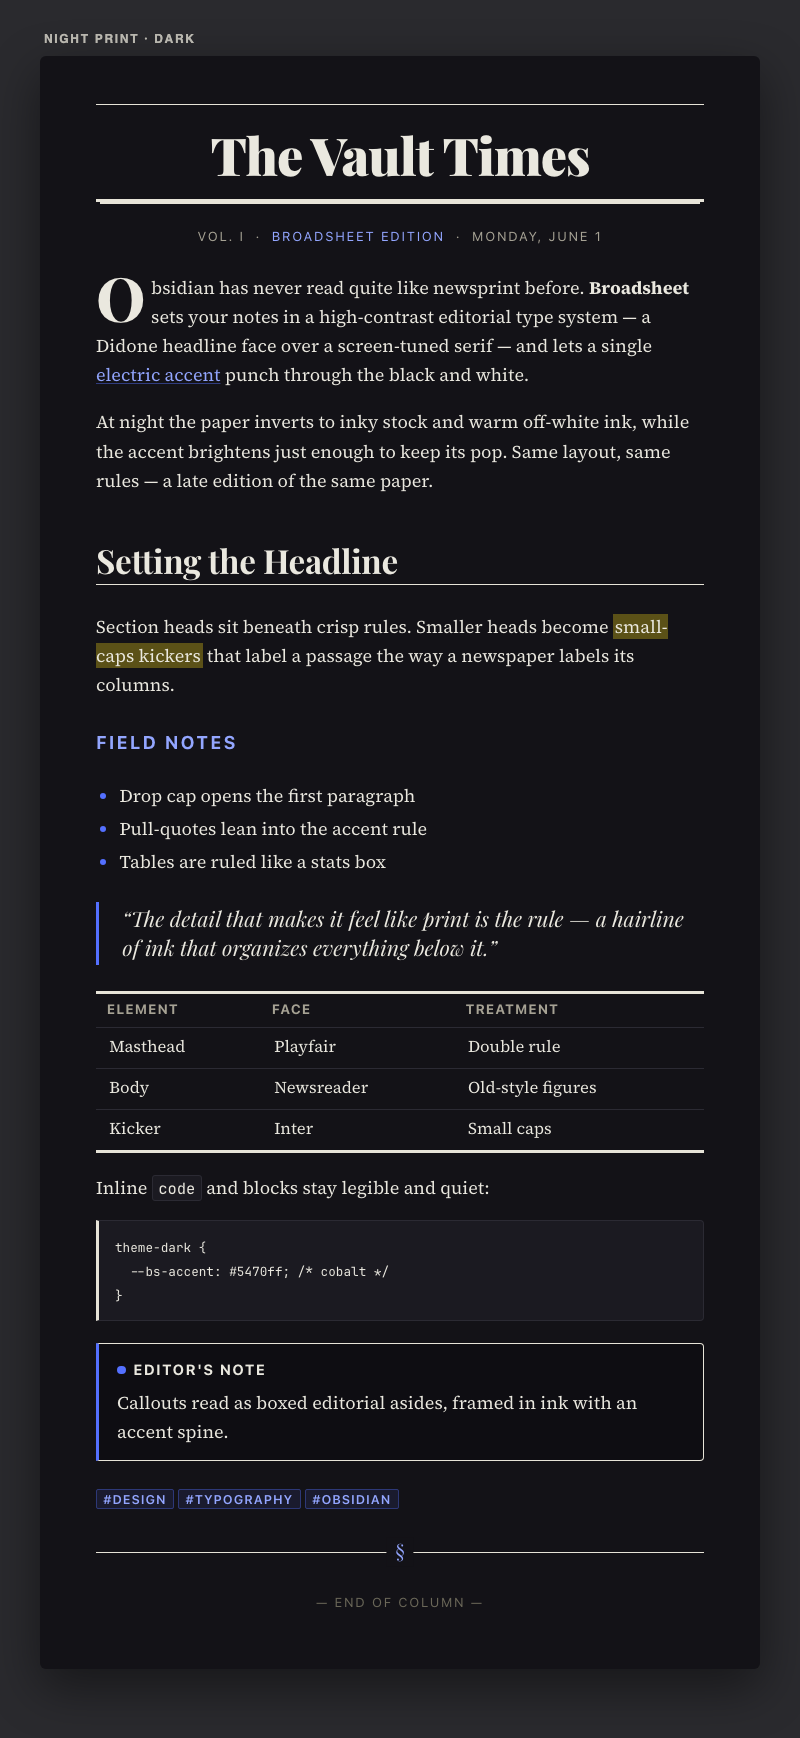 NIGHT PRINT · DARK
The Vault Times
VOL. I · BROADSHEET EDITION · MONDAY, JUNE 1
Obsidian has never read quite like newsprint before. Broadsheet
sets your notes in a high-contrast editorial type system — a
Didone headline face over a screen-tuned serif — and lets a single
electric accent punch through the black and white.
At night the paper inverts to inky stock and warm off-white ink, while
the accent brightens just enough to keep its pop. Same layout, same
rules — a late edition of the same paper.
Setting the Headline
Section heads sit beneath crisp rules. Smaller heads become small-
caps kickers that label a passage the way a newspaper labels its
columns.
FIELD NOTES
• Drop cap opens the first paragraph
• Pull-quotes lean into the accent rule
• Tables are ruled like a stats box
“The detail that makes it feel like print is the rule — a hairline
of ink that organizes everything below it.”
ELEMENT FACE TREATMENT
Masthead Playfair Double rule
Body Newsreader Old-style figures
Kicker Inter Small caps
Inline code and blocks stay legible and quiet:
theme-dark {
  --bs-accent: #5470ff; /* cobalt */
}
EDITOR'S NOTE
Callouts read as boxed editorial asides, framed in ink with an
accent spine.
#DESIGN #TYPOGRAPHY #OBSIDIAN
§
— END OF COLUMN —